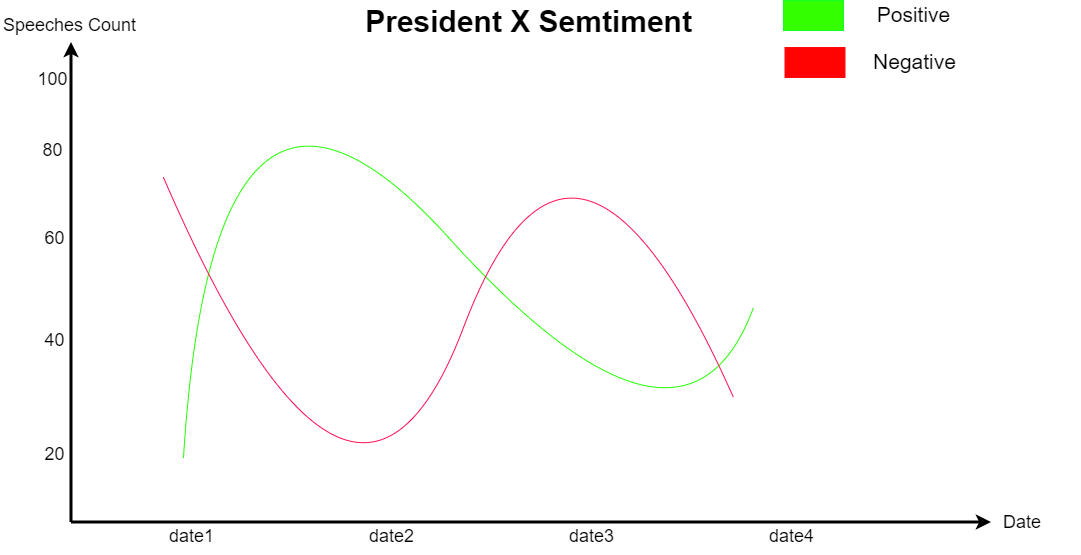 President X Semtiment
Positive
Negative
Speeches Count
100
80
60
40
20
date1 date2 date3 date4
Date